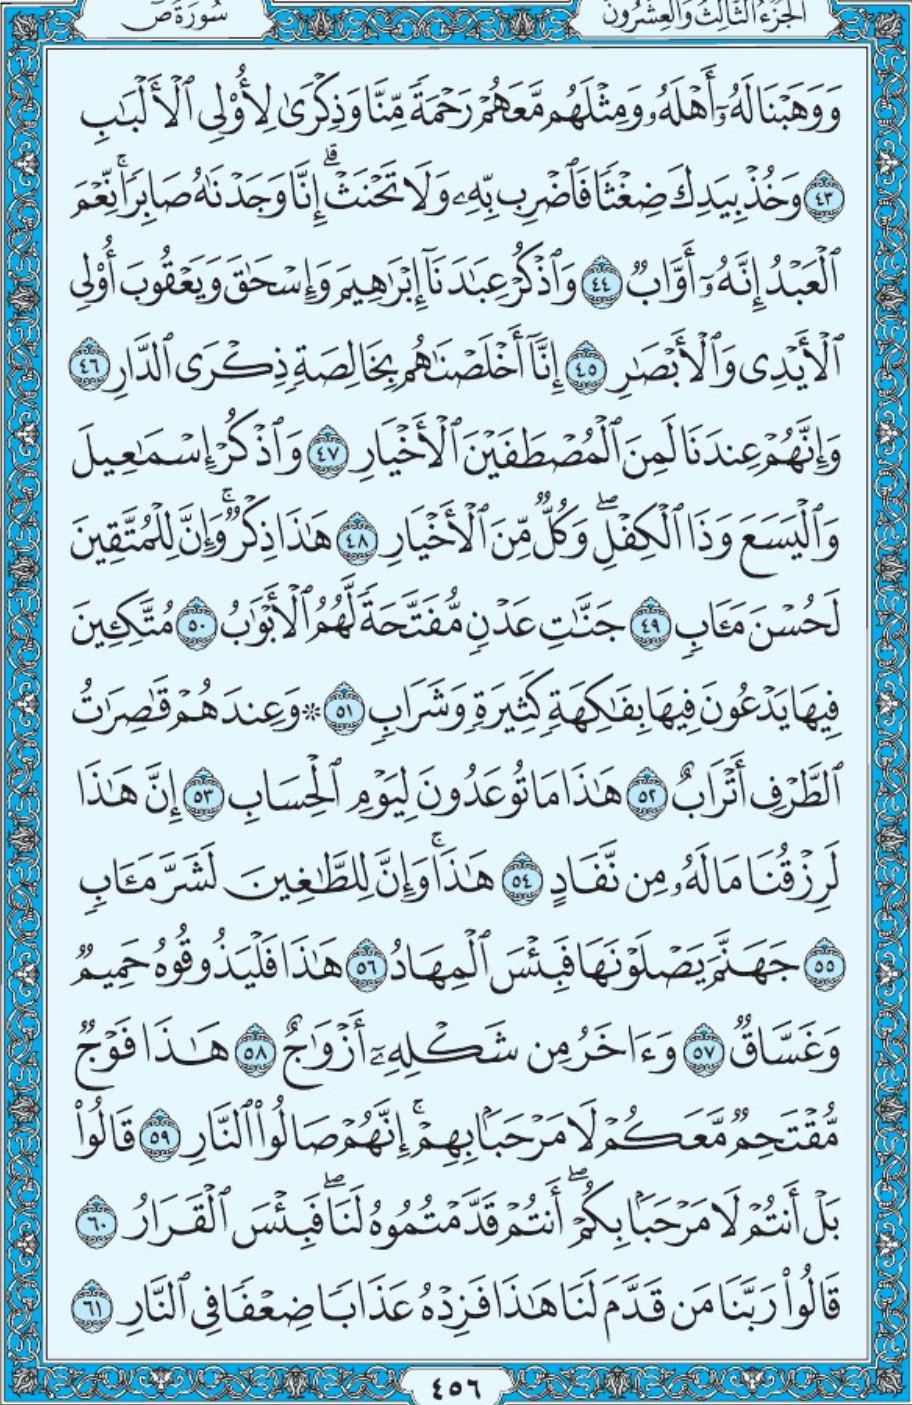 الجزء الثالث والعشرون
سورة ص
وَوَهَبْنَا لَهُۥٓ أَهْلَهُۥ وَمِثْلَهُم مَّعَهُمْ رَحْمَةً مِّنَّا وَذِكْرَىٰ لِأُو۟لِى ٱلْأَلْبَٰبِ
٤٣ وَخُذْ بِيَدِكَ ضِغْثًا فَٱضْرِب بِّهِۦ وَلَا تَحْنَثْ ۗ إِنَّا وَجَدْنَٰهُ صَابِرًا ۚ نِّعْمَ
ٱلْعَبْدُ إِنَّهُۥٓ أَوَّابٌ ٤٤ وَٱذْكُرْ عِبَٰدَنَآ إِبْرَٰهِيمَ وَإِسْحَٰقَ وَيَعْقُوبَ أُو۟لِى
ٱلْأَيْدِى وَٱلْأَبْصَٰرِ ٤٥ إِنَّآ أَخْلَصْنَٰهُم بِخَالِصَةٍ ذِكْرَى ٱلدَّارِ ٤٦
وَإِنَّهُمْ عِندَنَا لَمِنَ ٱلْمُصْطَفَيْنَ ٱلْأَخْيَارِ ٤٧ وَٱذْكُرْ إِسْمَٰعِيلَ
وَٱلْيَسَعَ وَذَا ٱلْكِفْلِ ۖ وَكُلٌّ مِّنَ ٱلْأَخْيَارِ ٤٨ هَٰذَا ذِكْرٌ ۚ وَإِنَّ لِلْمُتَّقِينَ
لَحُسْنَ مَـَٔابٍ ٤٩ جَنَّٰتِ عَدْنٍ مُّفَتَّحَةً لَّهُمُ ٱلْأَبْوَٰبُ ٥٠ مُتَّكِـِٔينَ
فِيهَا يَدْعُونَ فِيهَا بِفَٰكِهَةٍ كَثِيرَةٍ وَشَرَابٍ ٥١ * وَعِندَهُمْ قَٰصِرَٰتُ
ٱلطَّرْفِ أَتْرَابٌ ٥٢ هَٰذَا مَا تُوعَدُونَ لِيَوْمِ ٱلْحِسَابِ ٥٣ إِنَّ هَٰذَا
لَرِزْقُنَا مَا لَهُۥ مِن نَّفَادٍ ٥٤ هَٰذَا ۚ وَإِنَّ لِلطَّٰغِينَ لَشَرَّ مَـَٔابٍ
٥٥ جَهَنَّمَ يَصْلَوْنَهَا فَبِئْسَ ٱلْمِهَادُ ٥٦ هَٰذَا فَلْيَذُوقُوهُ حَمِيمٌ
وَغَسَّاقٌ ٥٧ وَءَاخَرُ مِن شَكْلِهِۦٓ أَزْوَٰجٌ ٥٨ هَٰذَا فَوْجٌ
مُّقْتَحِمٌ مَّعَكُمْ لَا مَرْحَبًۢا بِهِمْ ۚ إِنَّهُمْ صَالُوا۟ ٱلنَّارِ ٥٩ قَالُوا۟
بَلْ أَنتُمْ لَا مَرْحَبًۢا بِكُمْ ۖ أَنتُمْ قَدَّمْتُمُوهُ لَنَا ۖ فَبِئْسَ ٱلْقَرَارُ ٦٠
قَالُوا۟ رَبَّنَا مَن قَدَّمَ لَنَا هَٰذَا فَزِدْهُ عَذَابًا ضِعْفًا فِى ٱلنَّارِ ٦١
٤٥٦